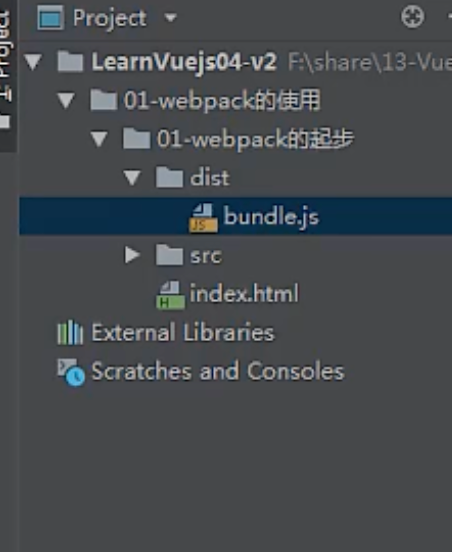 Project
1: Project
LearnVuejs04-v2 F:\share\13-Vue
01-webpack的使用
01-webpack的起步
dist
JS bundle.js
src
H index.html
External Libraries
Scratches and Consoles